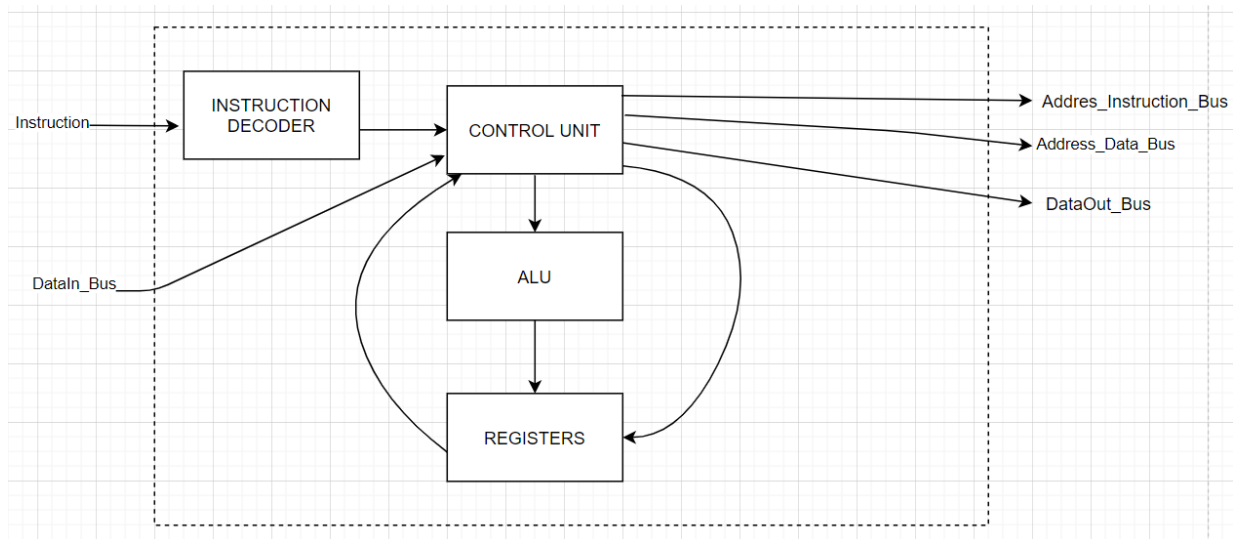 INSTRUCTION
DECODER
Instruction
CONTROL UNIT
Addres_Instruction_Bus
Address_Data_Bus
DataOut_Bus
DataIn_Bus
ALU
REGISTERS